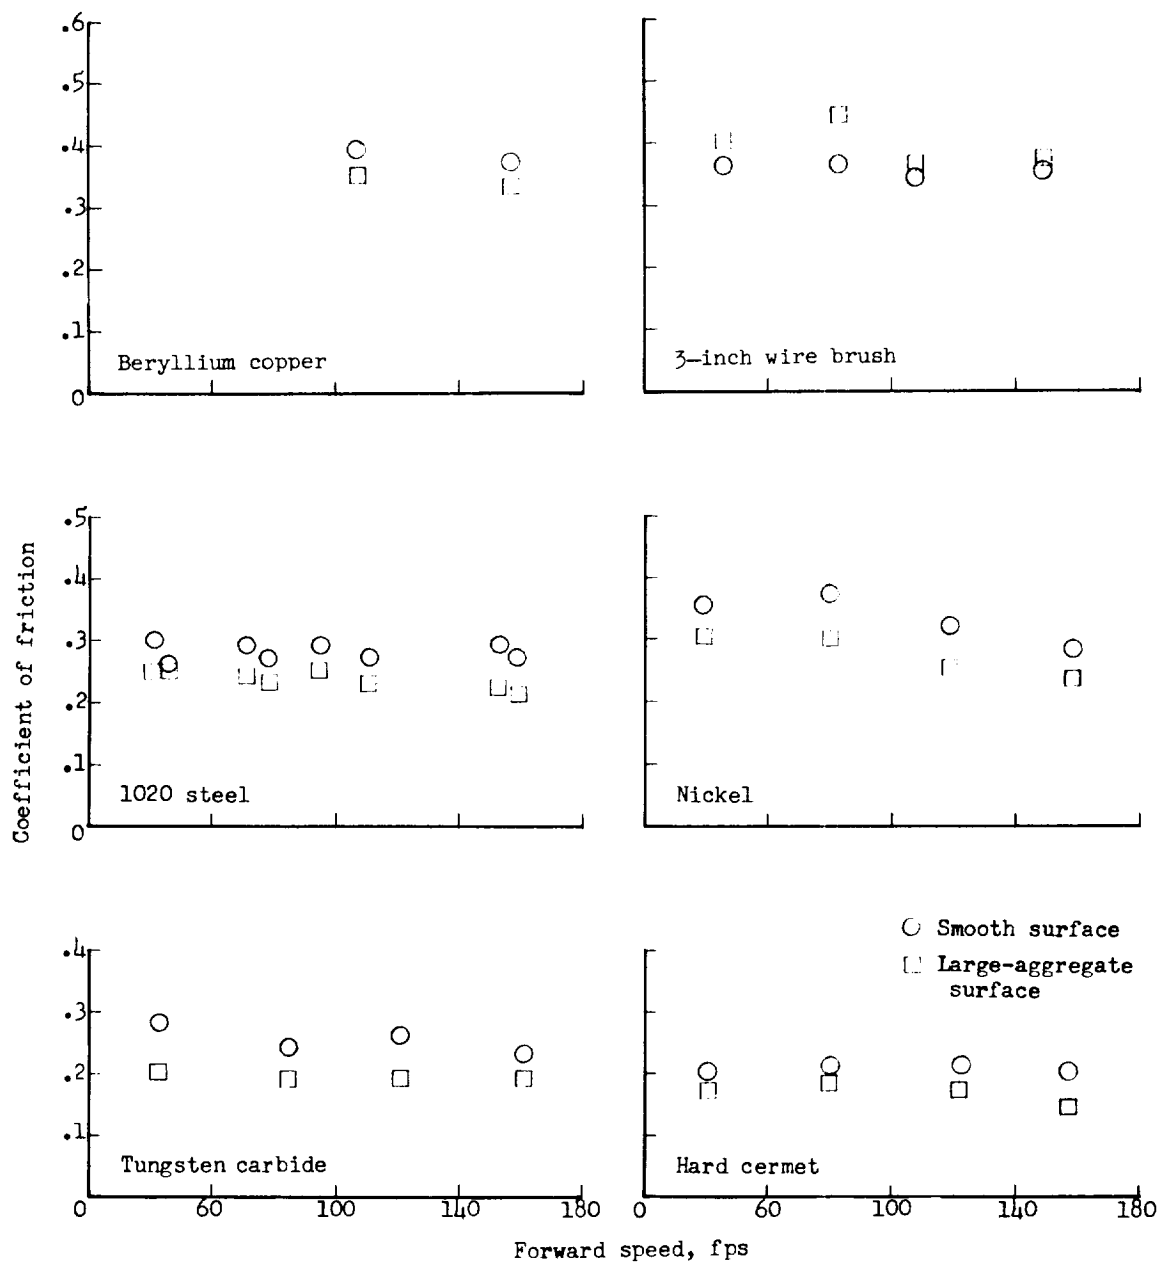 .6
.5
.4
.3
.2
.1
0
Beryllium copper
3-inch wire brush
Coefficient of friction
.5
.4
.3
.2
.1
0
1020 steel
Nickel
Smooth surface
Large-aggregate
surface
.4
.3
.2
.1
Tungsten carbide
Hard cermet
0 60 100 140 180
0 60 100 140 180
Forward speed, fps